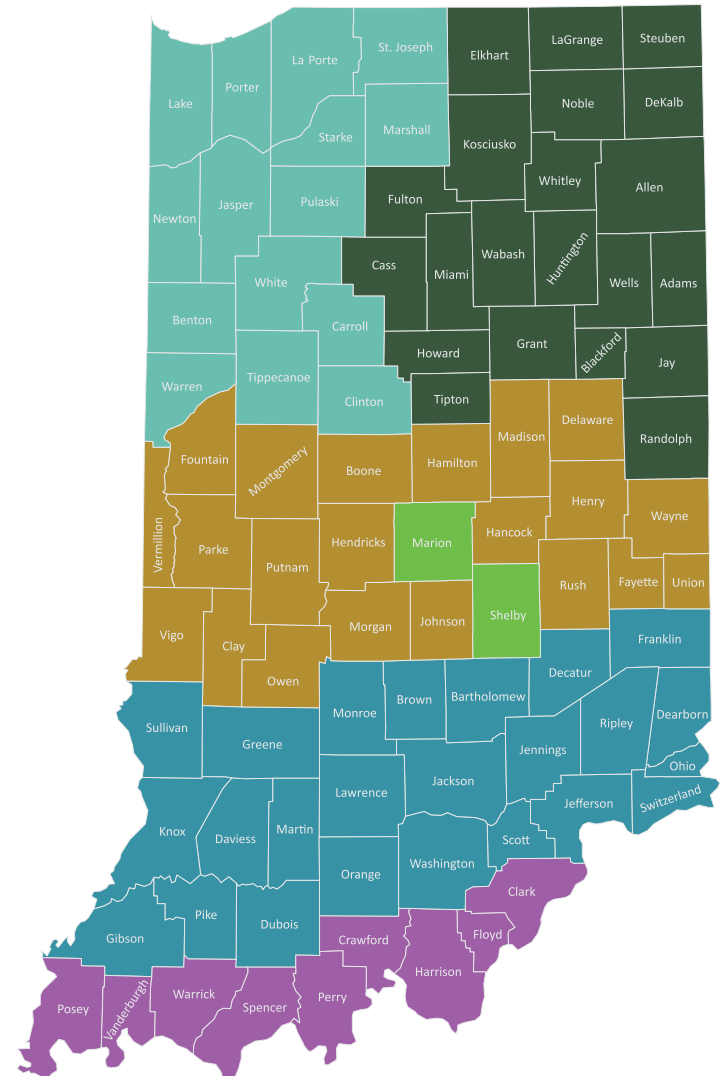 LaGrange
Steuben
St. Joseph
Elkhart
La Porte
Porter
Lake
Noble
DeKalb
Marshall
Starke
Kosciusko
Whitley
Allen
Fulton
Pulaski
Jasper
Newton
Cass
Miami
Wabash
Huntington
Wells
Adams
White
Benton
Carroll
Howard
Grant
Blackford
Jay
Warren
Tippecanoe
Clinton
Tipton
Randolph
Fountain
Montgomery
Boone
Hamilton
Madison
Delaware
Vermillion
Parke
Putnam
Hendricks
Marion
Hancock
Henry
Wayne
Vigo
Clay
Owen
Morgan
Johnson
Shelby
Rush
Fayette
Union
Sullivan
Greene
Monroe
Brown
Bartholomew
Decatur
Franklin
Jennings
Ripley
Dearborn
Ohio
Switzerland
Knox
Daviess
Martin
Lawrence
Jackson
Jefferson
Scott
Washington
Orange
Gibson
Pike
Dubois
Crawford
Clark
Floyd
Harrison
Posey
Vanderburgh
Warrick
Spencer
Perry